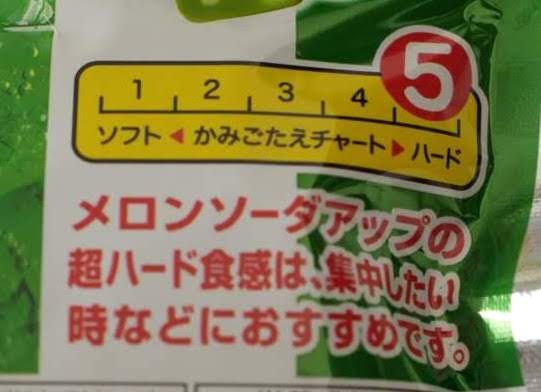 1 2 3 4 5
ソフト ◀ かみごたえチャート ▶ ハード
メロンソーダアップの
超ハード食感は、集中したい
時などにおすすめです。